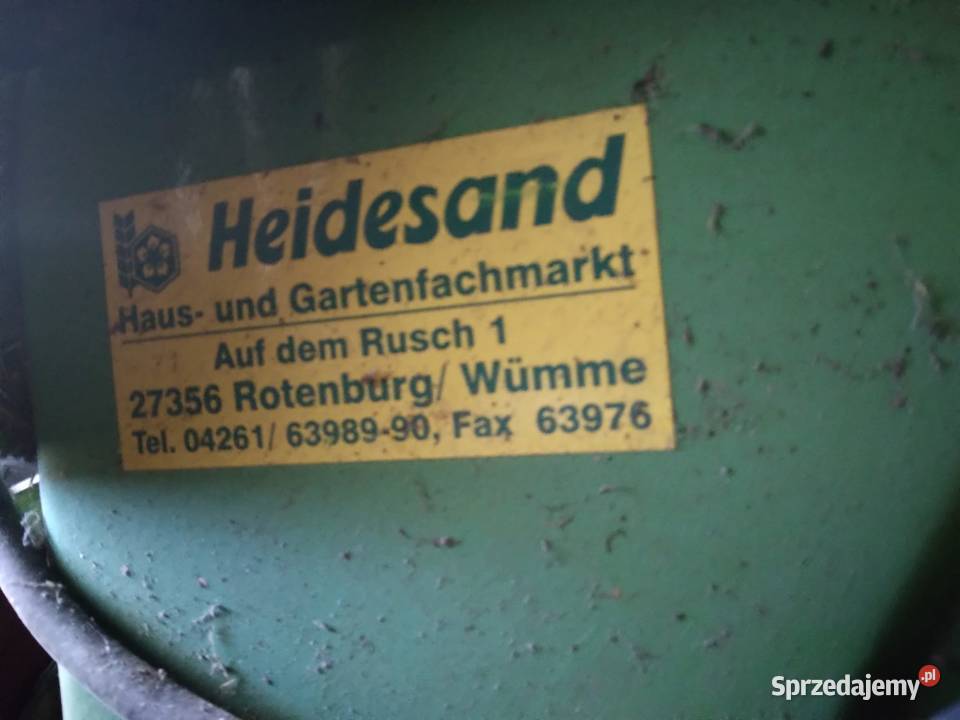 Heidesand
Haus- und Gartenfachmarkt
Auf dem Rusch 1
27356 Rotenburg/ Wümme
Tel. 04261/ 63989-90, Fax 63976
Sprzedajemy.pl